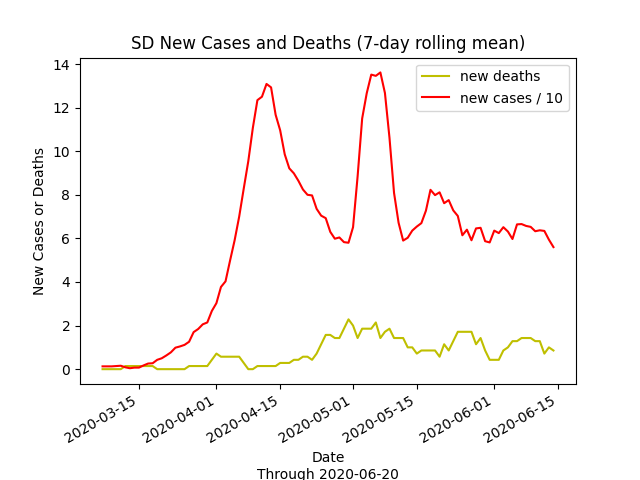 SD New Cases and Deaths (7-day rolling mean)
14
12
10
8
6
4
2
0
New Cases or Deaths
new deaths
new cases / 10
2020-03-15
2020-04-01
2020-04-15
2020-05-01
2020-05-15
2020-06-01
2020-06-15
Date
Through 2020-06-20